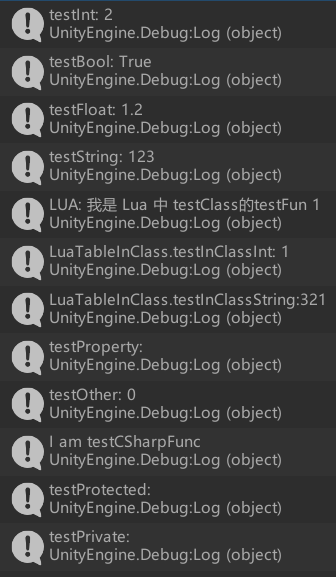 testInt: 2
UnityEngine.Debug:Log (object)
testBool: True
UnityEngine.Debug:Log (object)
testFloat: 1.2
UnityEngine.Debug:Log (object)
testString: 123
UnityEngine.Debug:Log (object)
LUA: 我是 Lua 中 testClass的testFun 1
UnityEngine.Debug:Log (object)
LuaTableInClass.testInClassInt: 1
UnityEngine.Debug:Log (object)
LuaTableInClass.testInClassString:321
UnityEngine.Debug:Log (object)
testProperty:
UnityEngine.Debug:Log (object)
testOther: 0
UnityEngine.Debug:Log (object)
I am testCSharpFunc
UnityEngine.Debug:Log (object)
testProtected:
UnityEngine.Debug:Log (object)
testPrivate:
UnityEngine.Debug:Log (object)